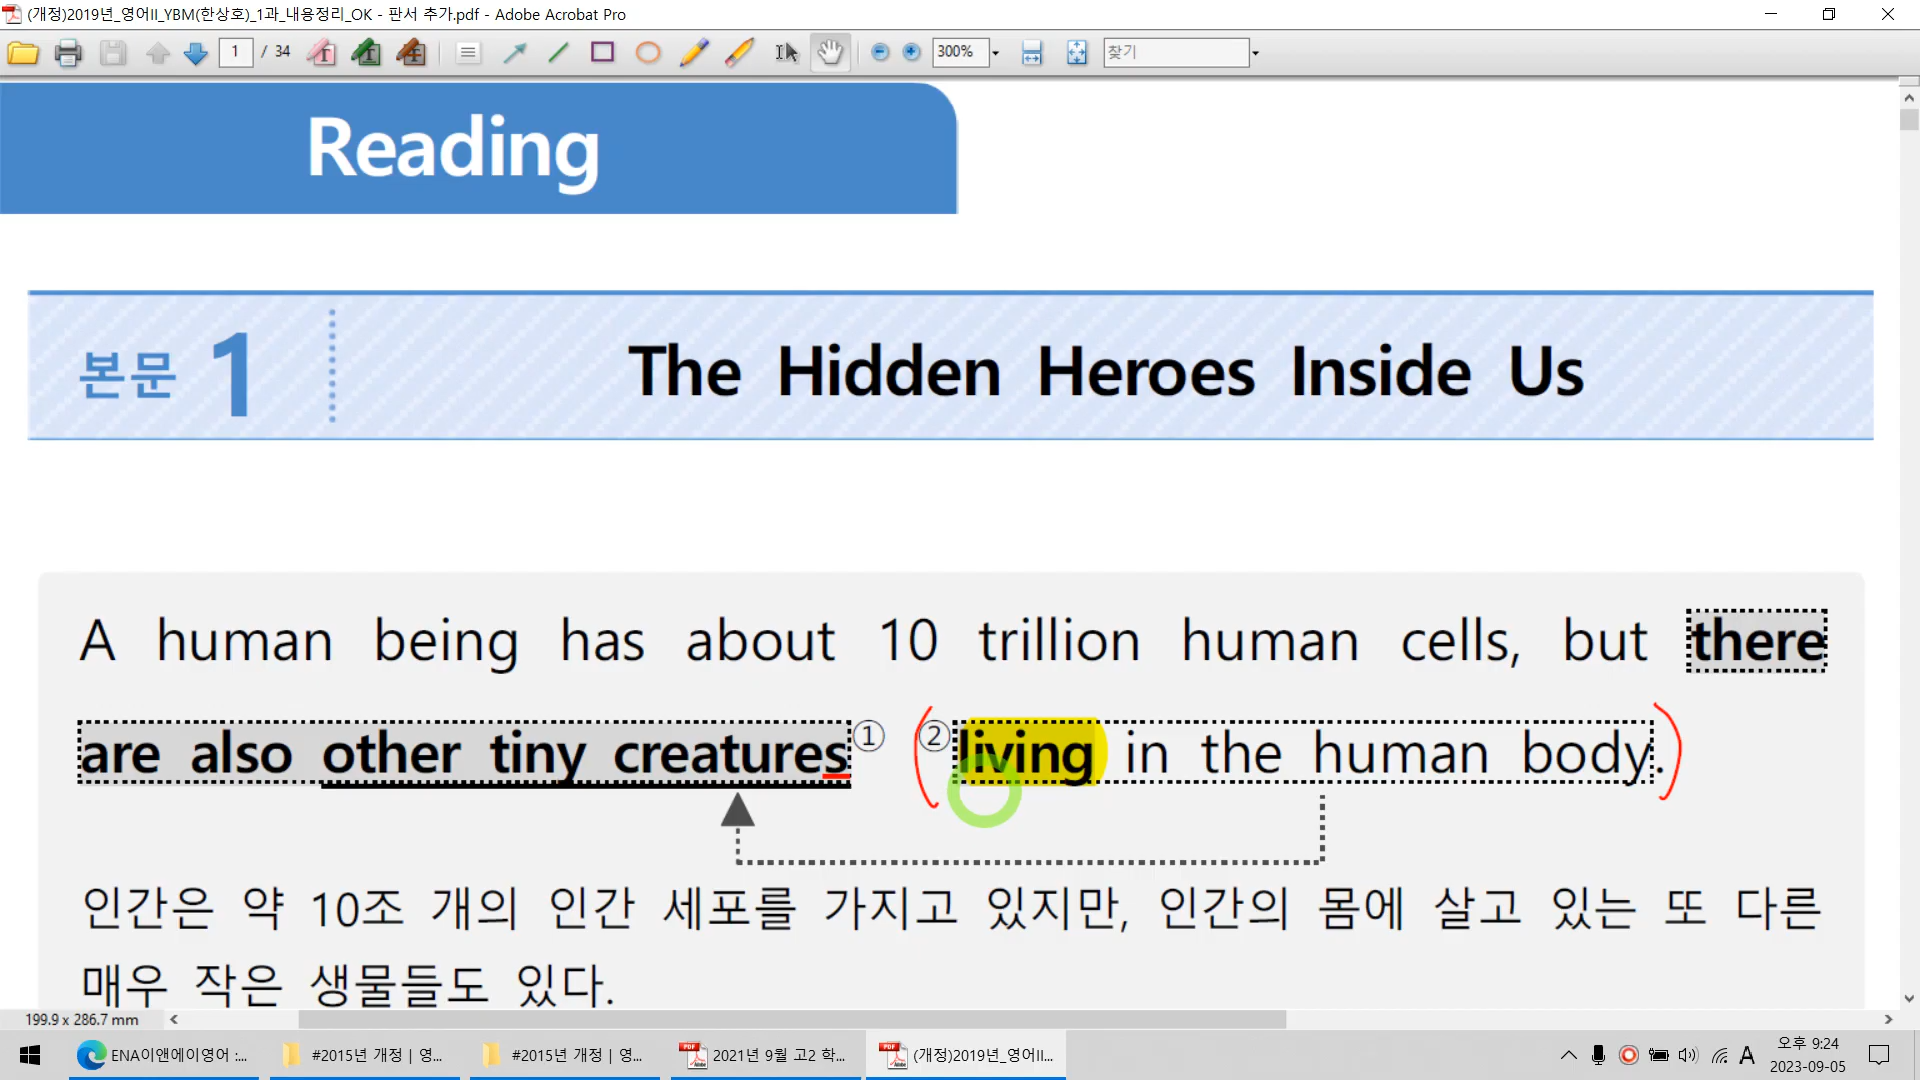 (개정)2019년_영어II_YBM(한상호)_1과_내용정리_OK - 판서 추가.pdf - Adobe Acrobat Pro
1 / 34 300% 찾기
Reading
본문 1 The Hidden Heroes Inside Us
A human being has about 10 trillion human cells, but there
are also other tiny creatures① (②living in the human body.)
인간은 약 10조 개의 인간 세포를 가지고 있지만, 인간의 몸에 살고 있는 또 다른
매우 작은 생물들도 있다.
199.9 x 286.7 mm
ENA이앤에이영어 :... #2015년 개정 | 영... #2015년 개정 | 영... 2021년 9월 고2 학... (개정)2019년_영어II... A 오후 9:24
2023-09-05